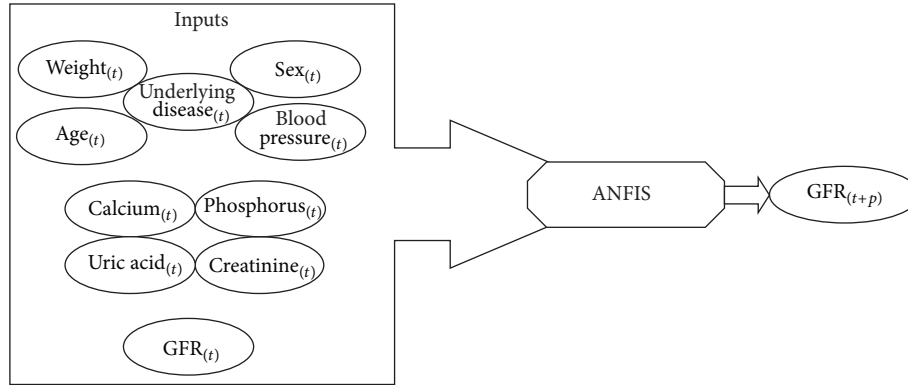 Inputs
Weight(t)
Sex(t)
Underlying
disease(t)
Age(t)
Blood
pressure(t)
Calcium(t)
Phosphorus(t)
Uric acid(t)
Creatinine(t)
GFR(t)
ANFIS
GFR(t+p)